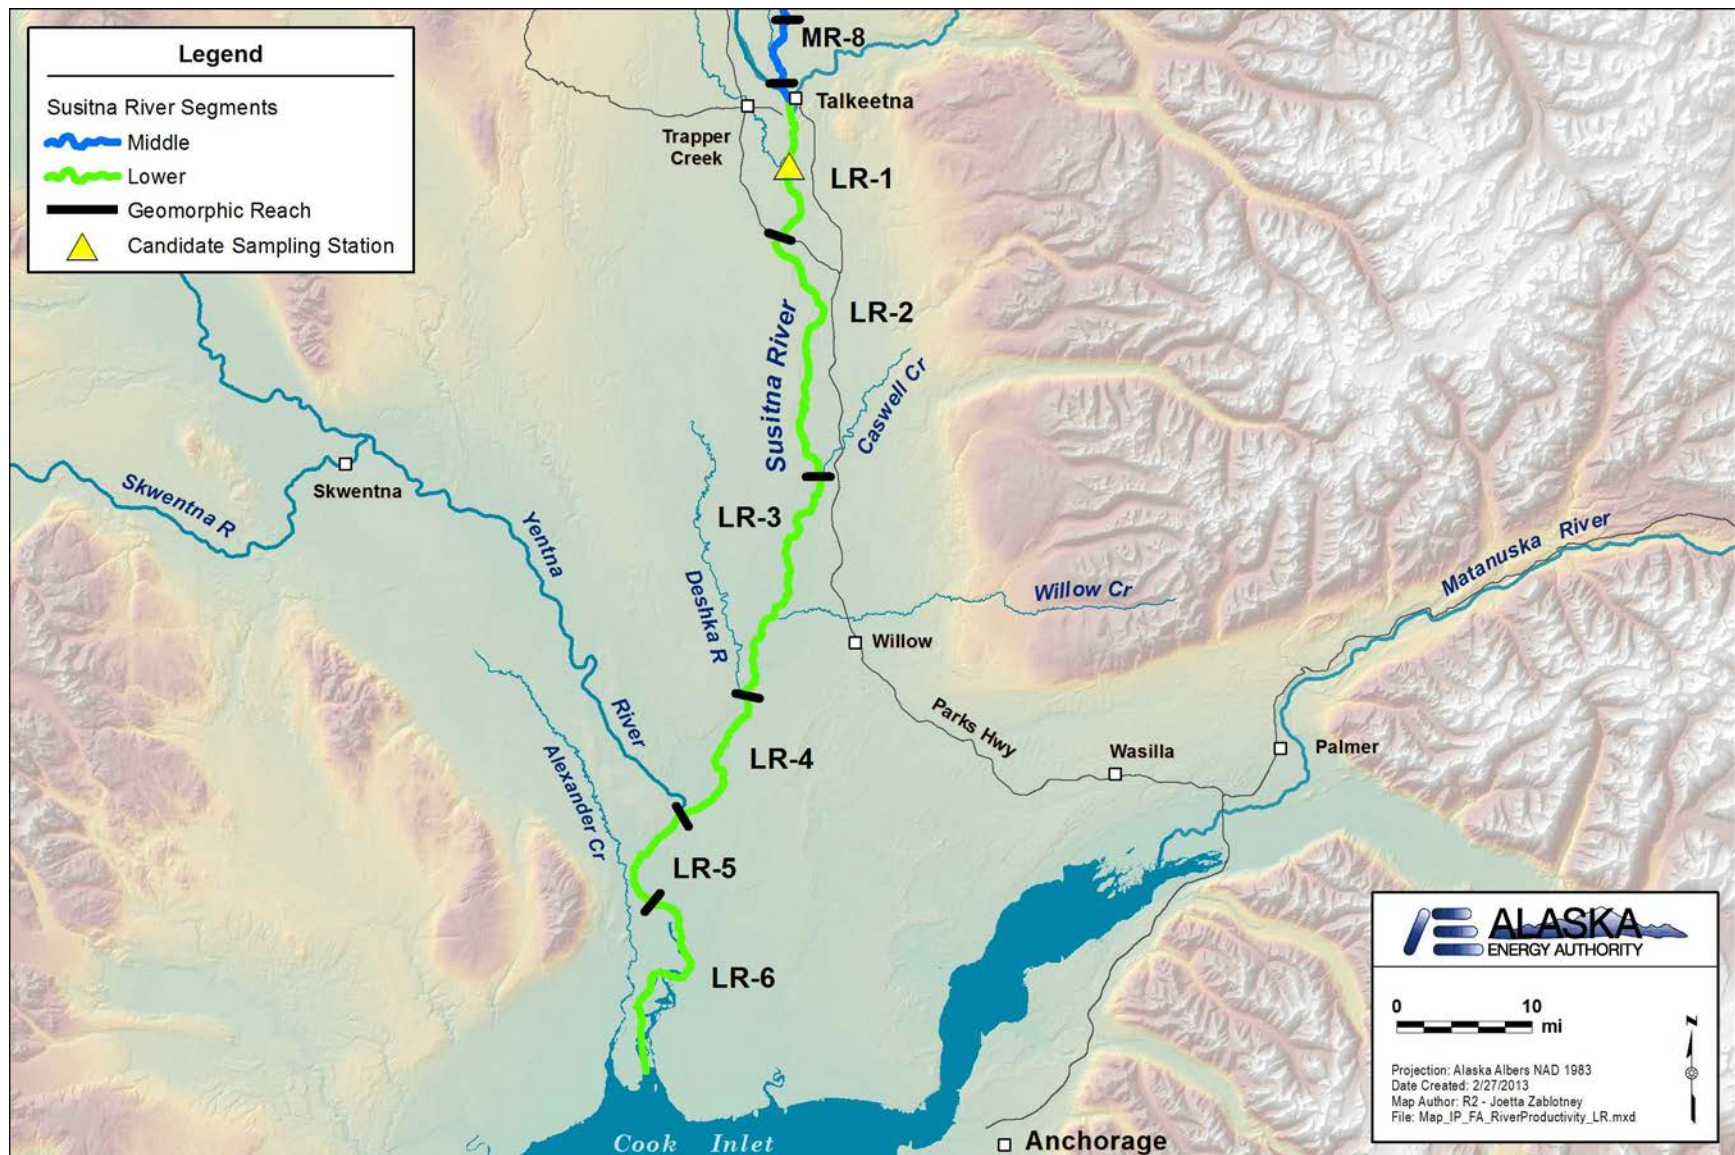 Legend
Susitna River Segments
Middle
Lower
Geomorphic Reach
Candidate Sampling Station
MR-8
Talkeetna
Trapper
Creek
LR-1
LR-2
Susitna River
Caswell Cr
Skwentna R
Skwentna
Yentna
River
LR-3
Deshka R
Willow Cr
Willow
Matanuska River
Parks Hwy
Wasilla
Palmer
LR-4
Alexander Cr
LR-5
LR-6
Cook Inlet
Anchorage
ALASKA
ENERGY AUTHORITY
0 10
mi
N
Projection: Alaska Albers NAD 1983
Date Created: 2/27/2013
Map Author: R2 - Joetta Zablotney
File: Map_IP_FA_RiverProductivity_LR.mxd